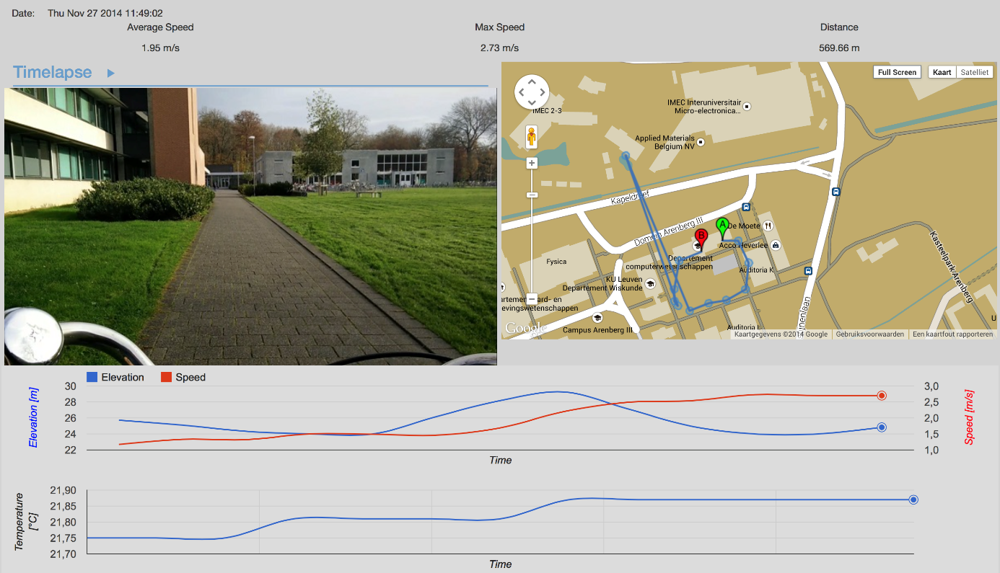 Date: Thu Nov 27 2014 11:49:02
Average Speed Max Speed Distance
1.95 m/s 2.73 m/s 569.66 m
Timelapse
Full Screen Kaart Satelliet
IMEC 2-3
IMEC Interuniversitair
Micro-electronica...
Applied Materials
Belgium NV
Kapeldreef
Domein Arenberg III
A
B
De Moete
Acco Heverlee
Departement
computerwetenschappen
Auditoria K
Fysica
KU Leuven
Departement Wiskunde
artement Aard- en
evingswetenschappen
Campus Arenberg III
Auditoria L
Kasteelpark Arenberg
nenlaan
U
Google
Kaartgegevens ©2014 Google Gebruiksvoorwaarden Een kaartfout rapporteren
Elevation Speed
Elevation [m]
30
28
26
24
22
3,0
2,5
2,0
1,5
1,0
Speed [m/s]
Time
Temperature
[°C]
21,90
21,85
21,80
21,75
21,70
Time